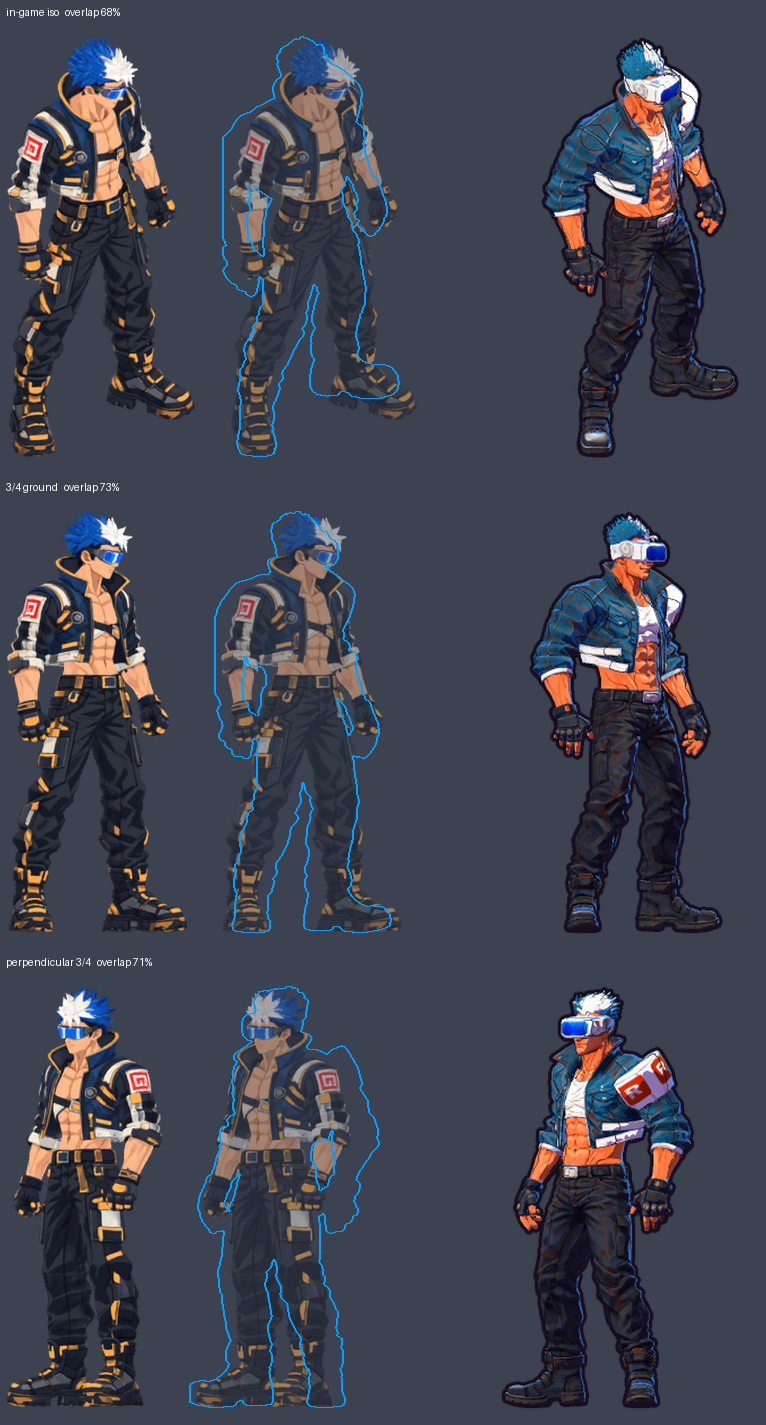 in-game iso  overlap 68%
3/4 ground  overlap 73%
perpendicular 3/4  overlap 71%
R